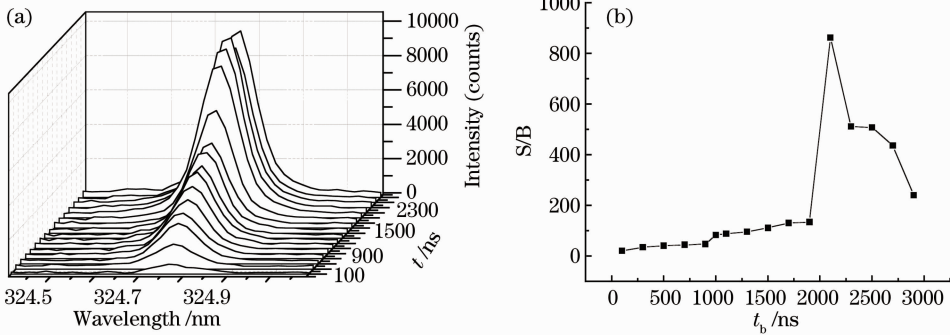 (a)
10000
8000
6000
4000
2000
0
Intensity (counts)
2300
1500
900
100
t/ns
324.5 324.7 324.9
Wavelength /nm
(b)
1000
800
600
400
200
0
S/B
0 500 1000 1500 2000 2500 3000
t_b /ns